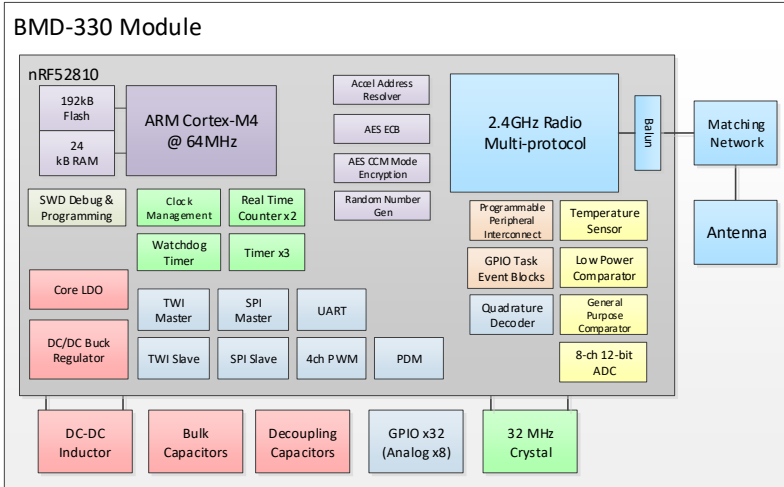 BMD-330 Module
nRF52810
192kB
Flash
24
kB RAM
ARM Cortex-M4
@ 64MHz
Accel Address
Resolver
AES ECB
AES CCM Mode
Encryption
Random Number
Gen
2.4GHz Radio
Multi-protocol
Balun
Matching
Network
Antenna
SWD Debug &
Programming
Clock
Management
Real Time
Counter x2
Watchdog
Timer
Timer x3
Programmable
Peripheral
Interconnect
Temperature
Sensor
GPIO Task
Event Blocks
Low Power
Comparator
Quadrature
Decoder
General
Purpose
Comparator
8-ch 12-bit
ADC
Core LDO
DC/DC Buck
Regulator
TWI
Master
SPI
Master
UART
TWI Slave
SPI Slave
4ch PWM
PDM
DC-DC
Inductor
Bulk
Capacitors
Decoupling
Capacitors
GPIO x32
(Analog x8)
32 MHz
Crystal